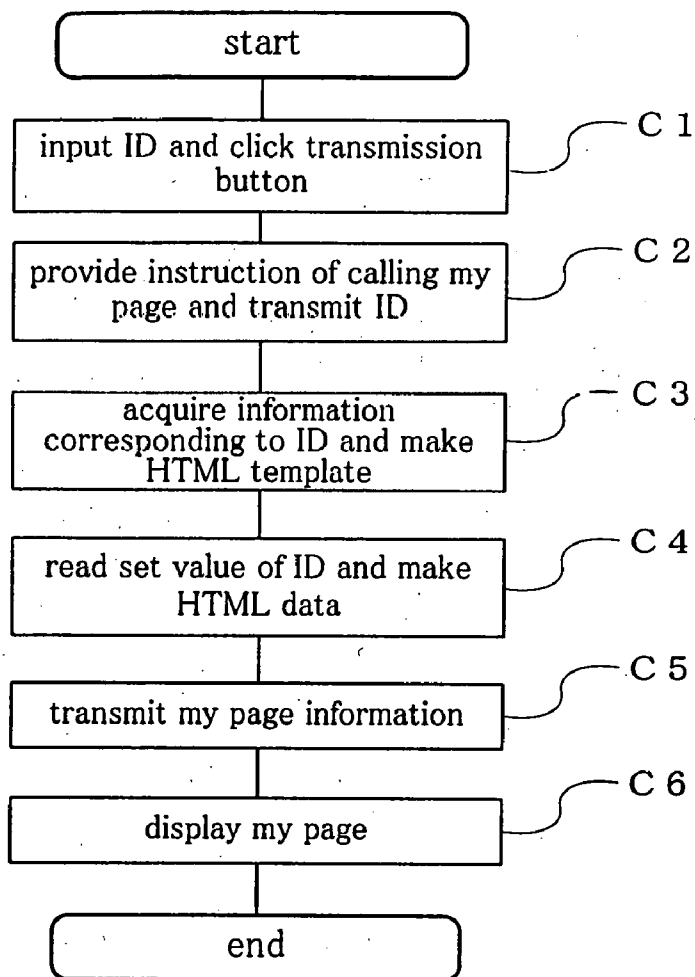 start
input ID and click transmission
button
C 1
provide instruction of calling my
page and transmit ID
C 2
acquire information
corresponding to ID and make
HTML template
C 3
read set value of ID and make
HTML data
C 4
transmit my page information
C 5
display my page
C 6
end